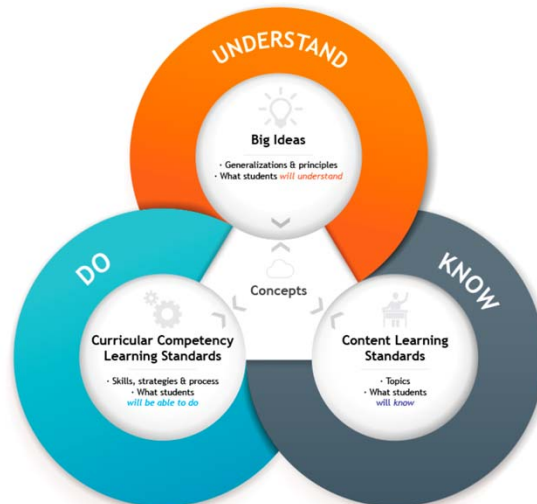 UNDERSTAND
Big Ideas
· Generalizations & principles
· What students will understand
DO
KNOW
Concepts
Curricular Competency
Learning Standards
· Skills, strategies & process
· What students
will be able to do
Content Learning
Standards
· Topics
· What students
will know